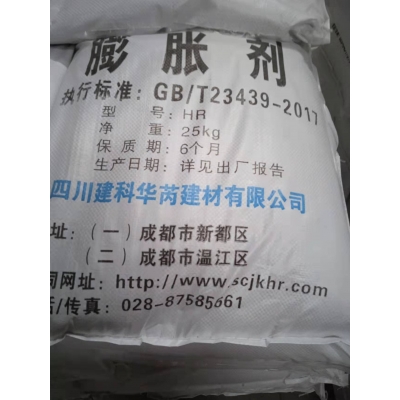 膨胀剂
执行标准：GB/T23439-2017
型 号：HR
净 重：25kg
保 质 期：6个月
生产日期：详见出厂报告
四川建科华芮建材有限公司
址：（一）成都市新都区
（二）成都市温江区
网址：http://www.scjkhr.com
话/传真：028-87585661